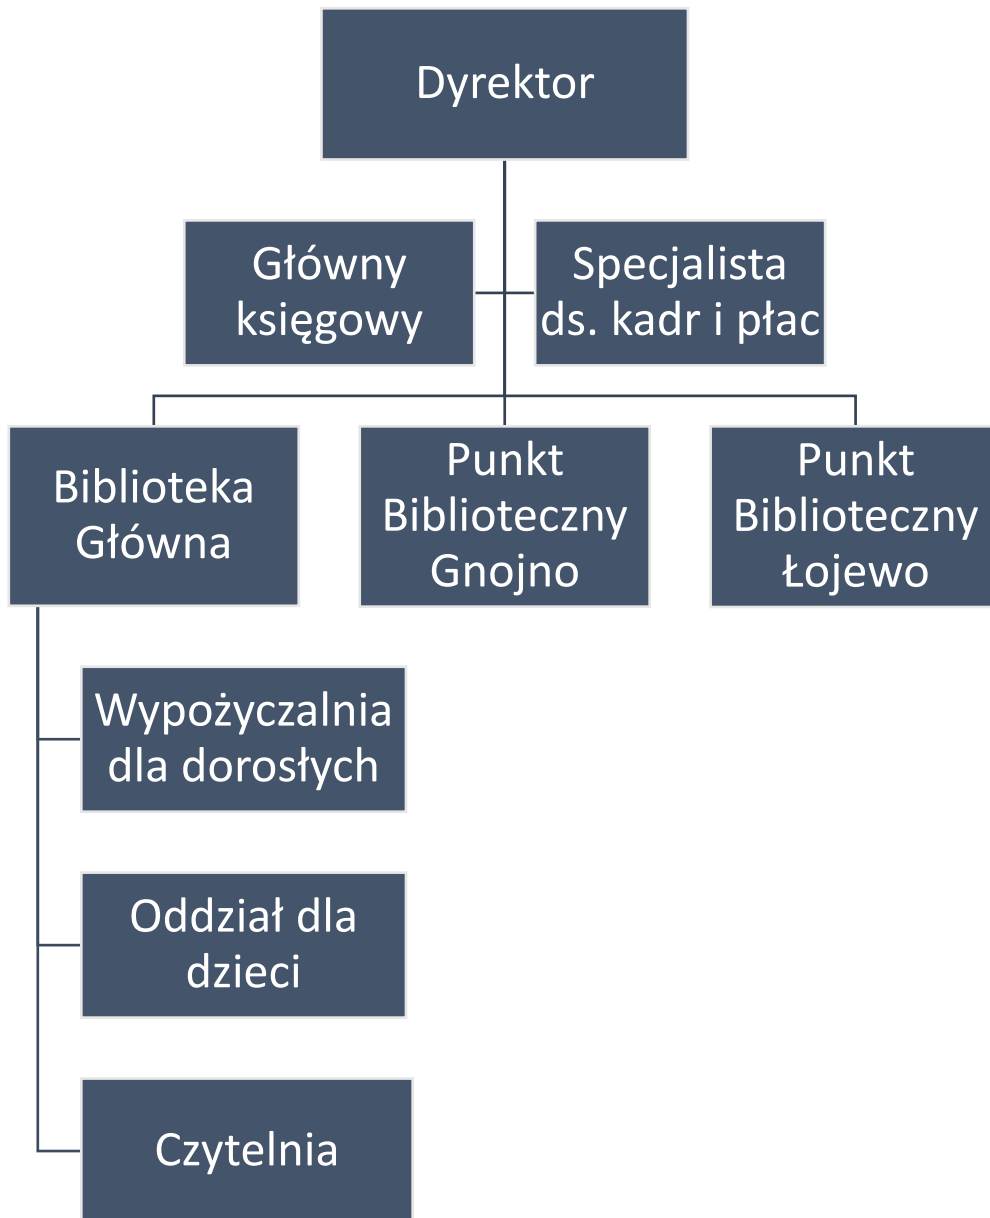 Dyrektor
Główny
księgowy
Specjalista
ds. kadr i płac
Biblioteka
Główna
Punkt
Biblioteczny
Gnojno
Punkt
Biblioteczny
Łojewo
Wypożyczalnia
dla dorosłych
Oddział dla
dzieci
Czytelnia